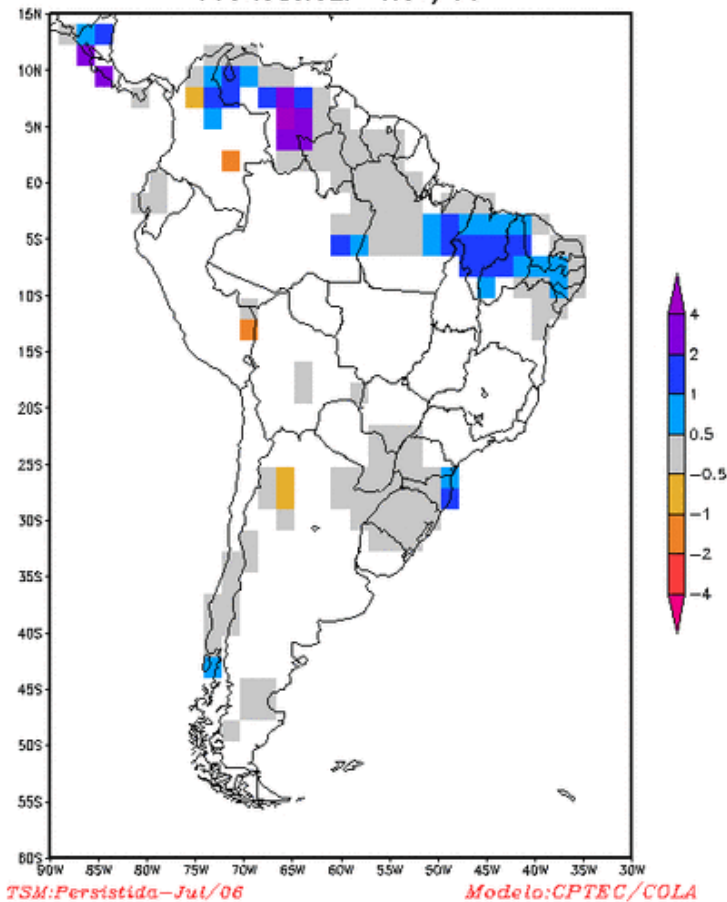 15N
10N
5N
EQ
5S
10S
15S
20S
25S
30S
35S
40S
45S
50S
55S
60S
90W 85W 80W 75W 70W 65W 60W 55W 50W 45W 40W 35W 30W
4
2
1
0.5
−0.5
−1
−2
−4
TSM:Persistida−Jul/06 Modelo:CPTEC/COLA